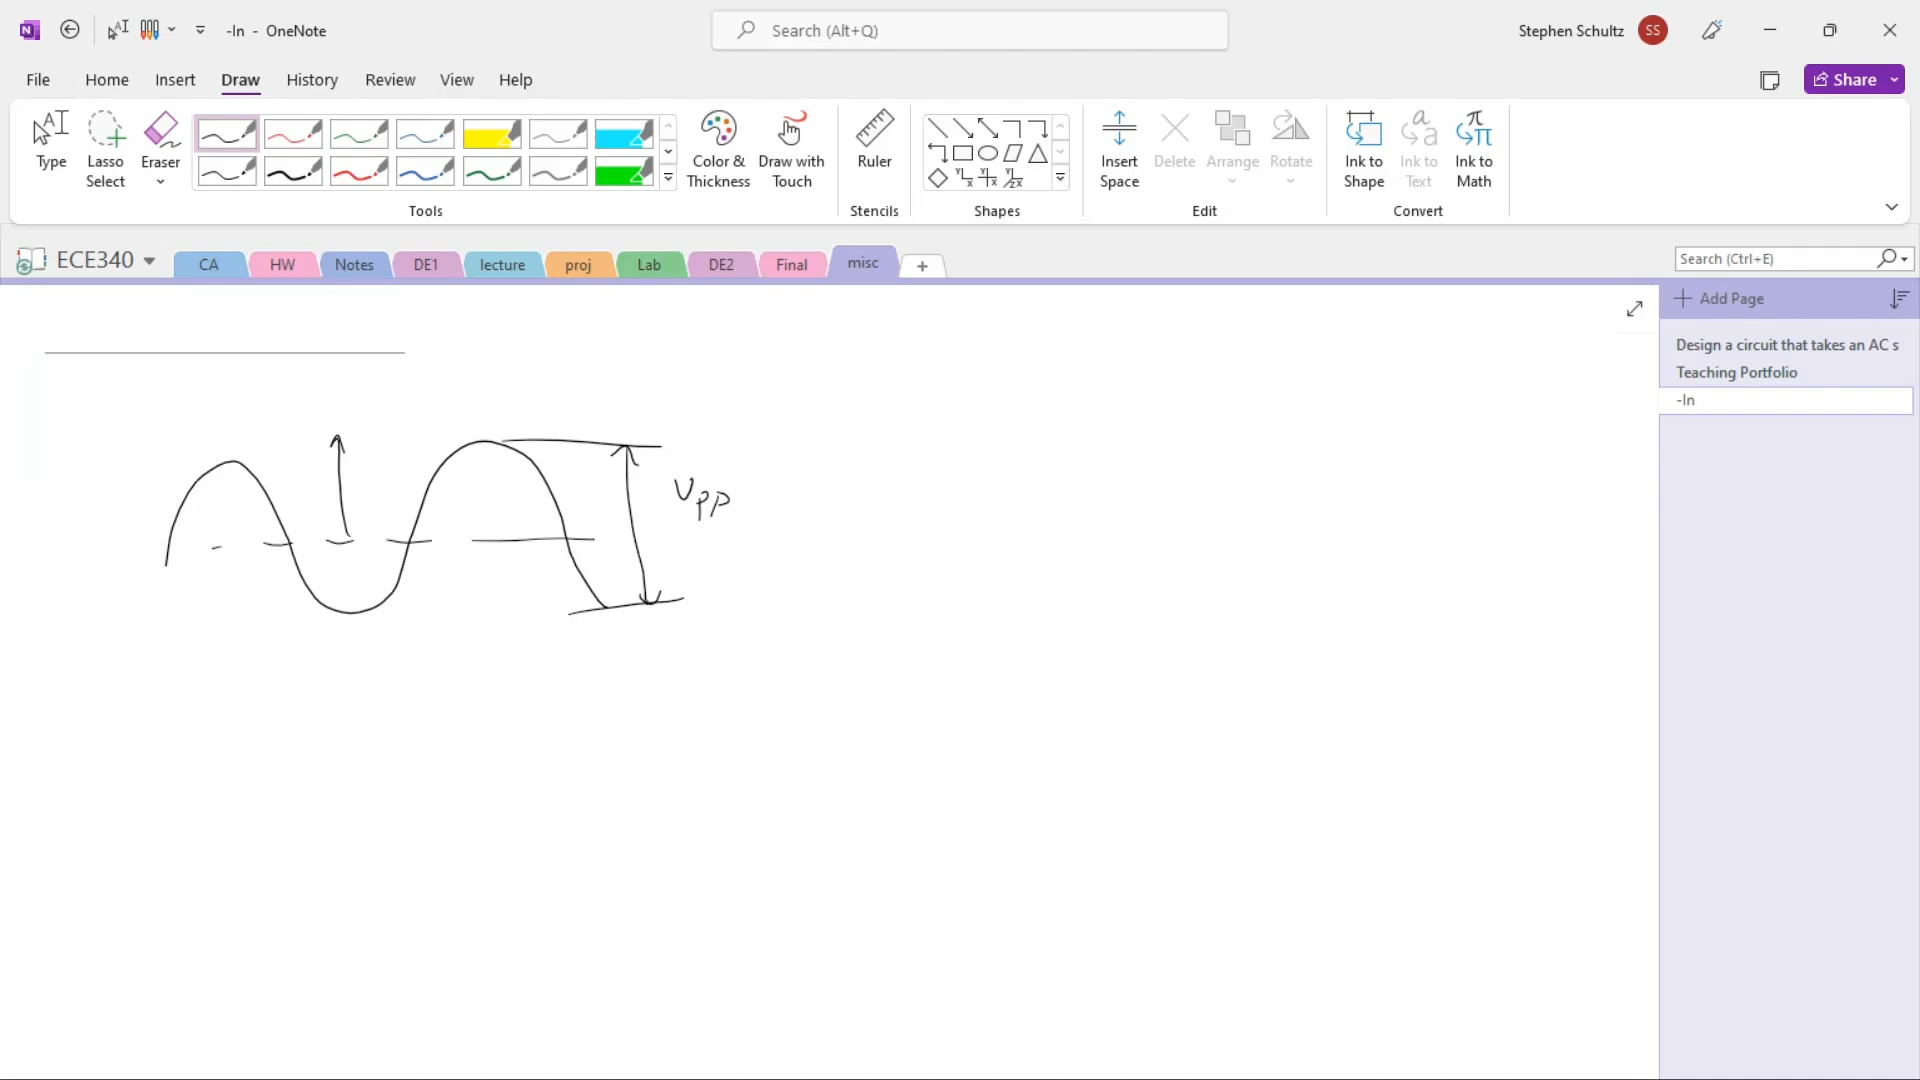 -In - OneNote
Search (Alt+Q)
Stephen Schultz
SS
File Home Insert Draw History Review View Help
Share
Type
Lasso Select
Eraser
Color & Thickness
Draw with Touch
Ruler
Insert Space
Delete
Arrange
Rotate
Ink to Shape
Ink to Text
Ink to Math
Tools
Stencils
Shapes
Edit
Convert
ECE340
CA HW Notes DE1 lecture proj Lab DE2 Final misc
Search (Ctrl+E)
Add Page
Design a circuit that takes an AC s
Teaching Portfolio
-In
VPP